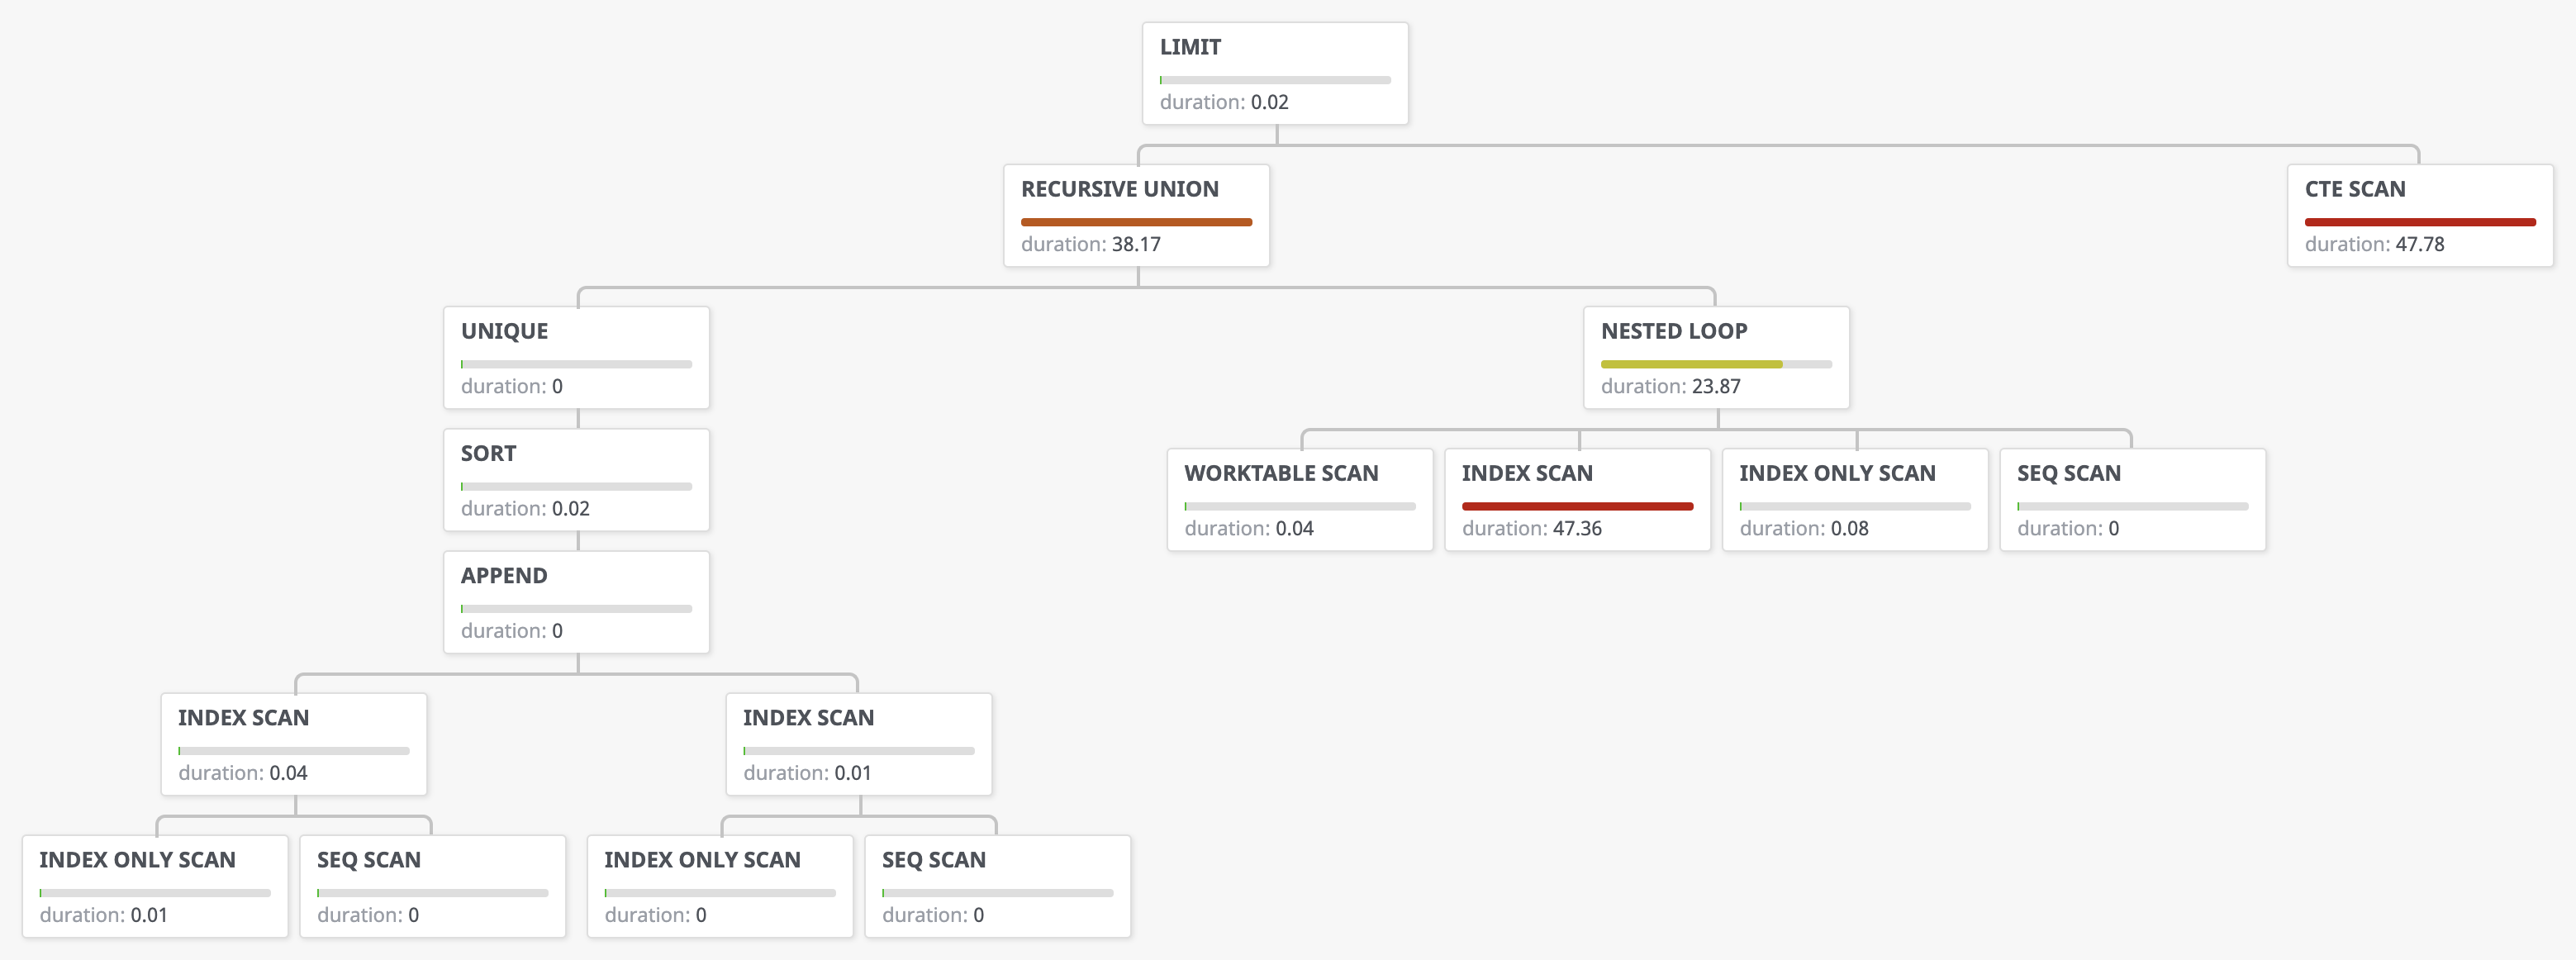 LIMIT
duration: 0.02
RECURSIVE UNION
duration: 38.17
CTE SCAN
duration: 47.78
UNIQUE
duration: 0
NESTED LOOP
duration: 23.87
SORT
duration: 0.02
WORKTABLE SCAN
duration: 0.04
INDEX SCAN
duration: 47.36
INDEX ONLY SCAN
duration: 0.08
SEQ SCAN
duration: 0
APPEND
duration: 0
INDEX SCAN
duration: 0.04
INDEX SCAN
duration: 0.01
INDEX ONLY SCAN
duration: 0.01
SEQ SCAN
duration: 0
INDEX ONLY SCAN
duration: 0
SEQ SCAN
duration: 0